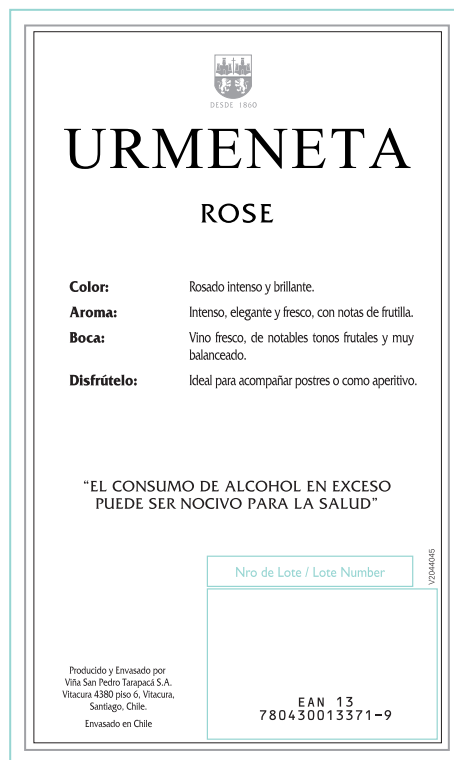 DESDE 1860
URMENETA
ROSE
Color: Rosado intenso y brillante.
Aroma: Intenso, elegante y fresco, con notas de frutilla.
Boca: Vino fresco, de notables tonos frutales y muy
balanceado.
Disfrútelo: Ideal para acompañar postres o como aperitivo.
“EL CONSUMO DE ALCOHOL EN EXCESO
PUEDE SER NOCIVO PARA LA SALUD”
Nro de Lote / Lote Number
V2044045
Producido y Envasado por
Viña San Pedro Tarapacá S.A.
Vitacura 4380 piso 6, Vitacura,
Santiago, Chile.
Envasado en Chile
EAN 13
780430013371-9